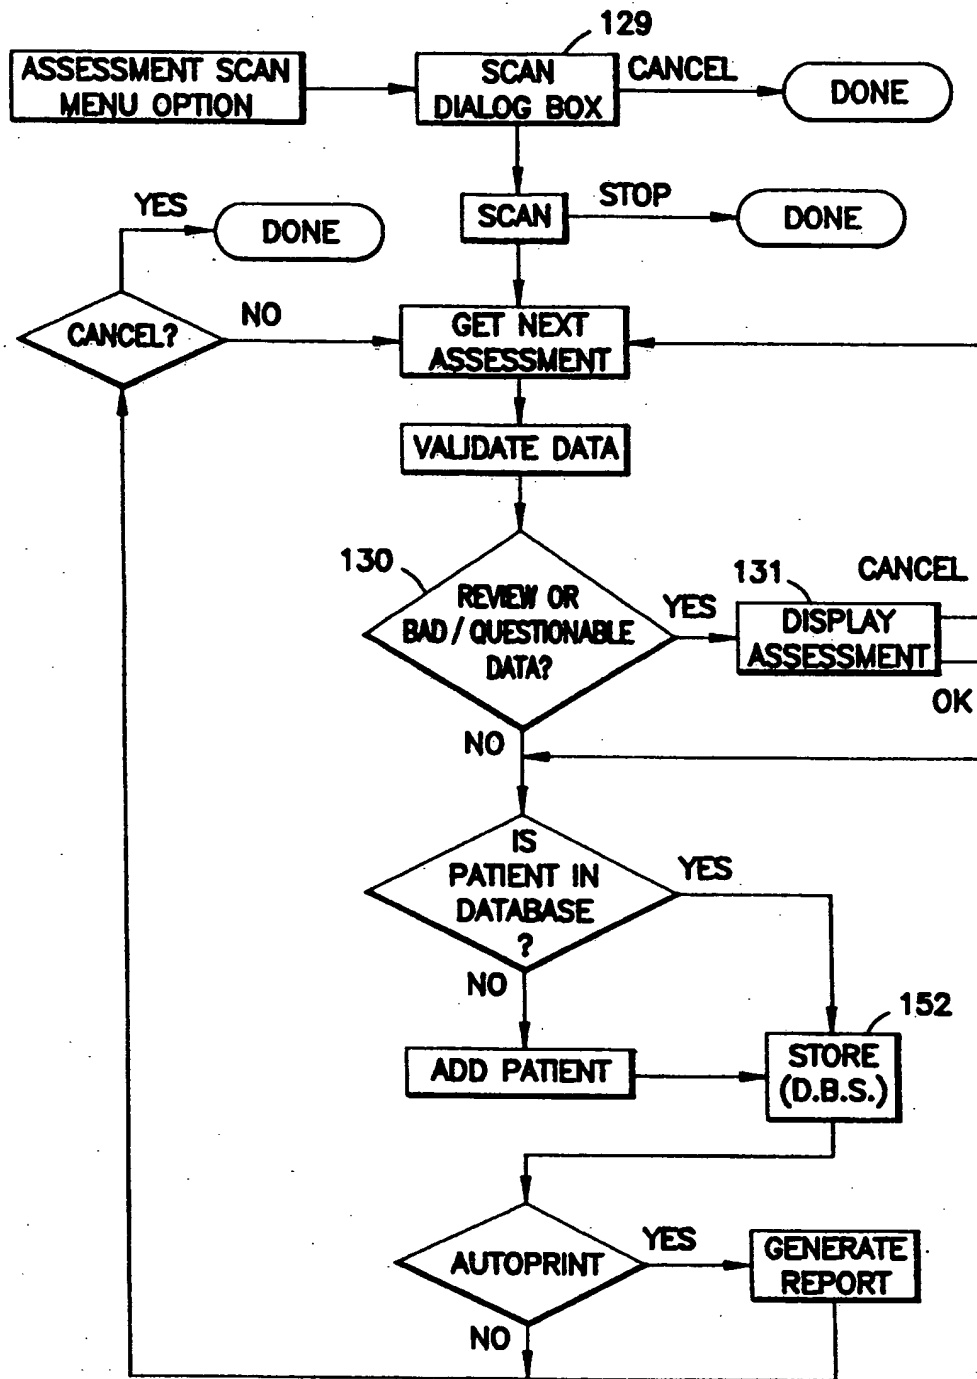 129
ASSESSMENT SCAN
MENU OPTION
SCAN
DIALOG BOX
CANCEL
DONE
YES
DONE
SCAN
STOP
DONE
CANCEL?
NO
GET NEXT
ASSESSMENT
VALIDATE DATA
130
REVIEW OR
BAD / QUESTIONABLE
DATA?
YES
131
DISPLAY
ASSESSMENT
CANCEL
OK
NO
IS
PATIENT IN
DATABASE
?
YES
NO
ADD PATIENT
152
STORE
(D.B.S.)
AUTOPRINT
YES
GENERATE
REPORT
NO